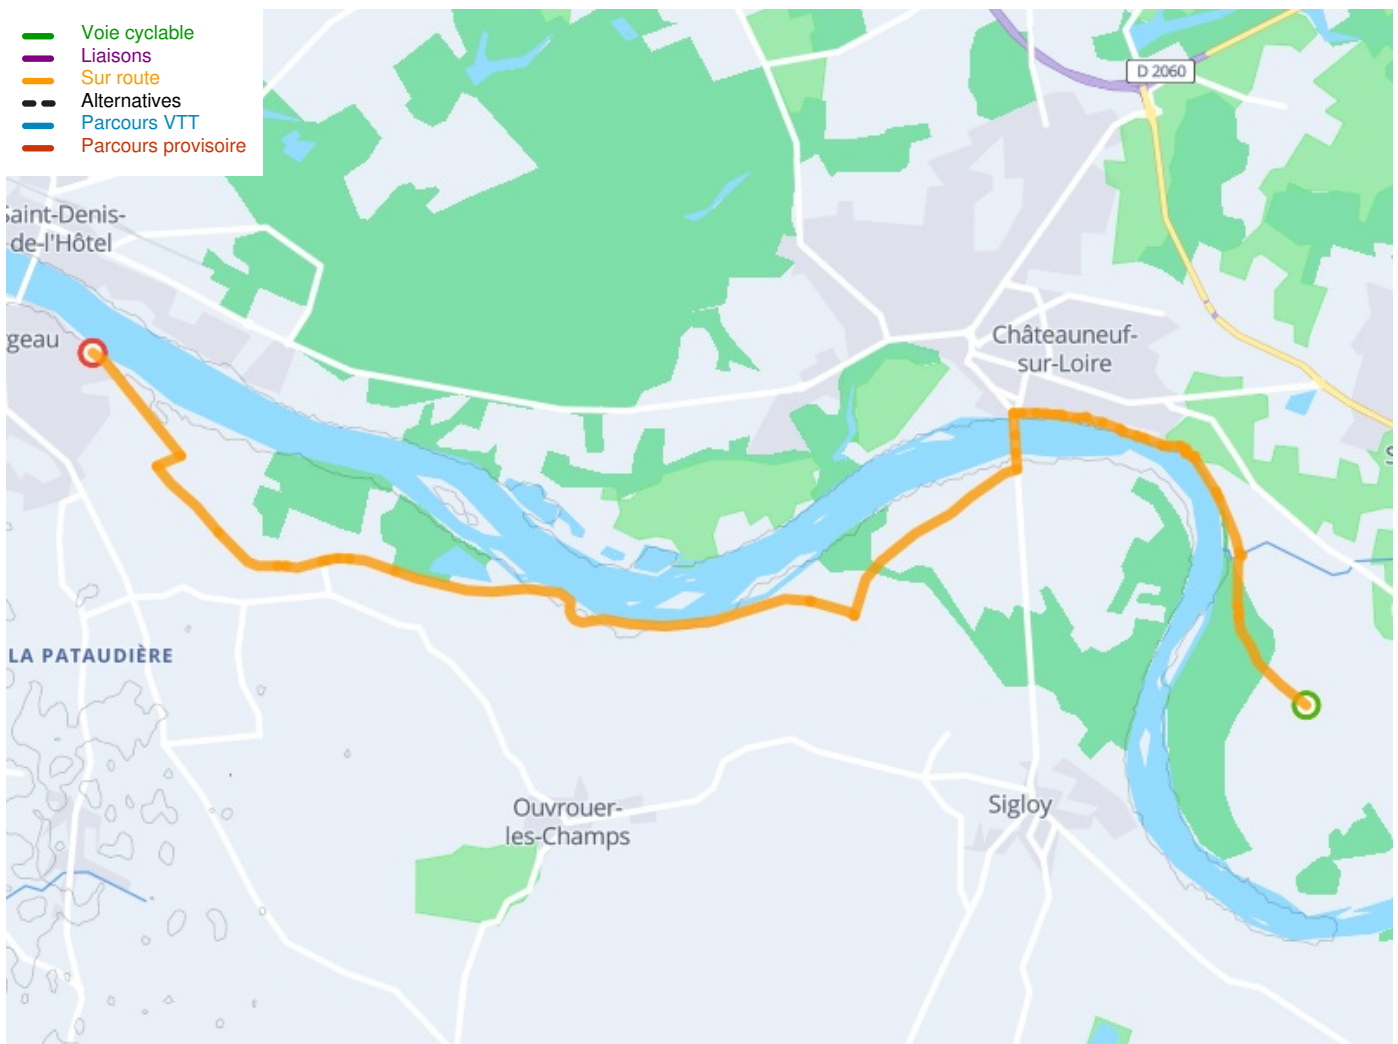 Voie cyclable
Liaisons
Sur route
Alternatives
Parcours VTT
Parcours provisoire
D 2060
Saint-Denis-
de-l'Hôtel
geau
Châteauneuf-
sur-Loire
S
LA PATAUDIÈRE
Ouvrouer-
les-Champs
Sigloy